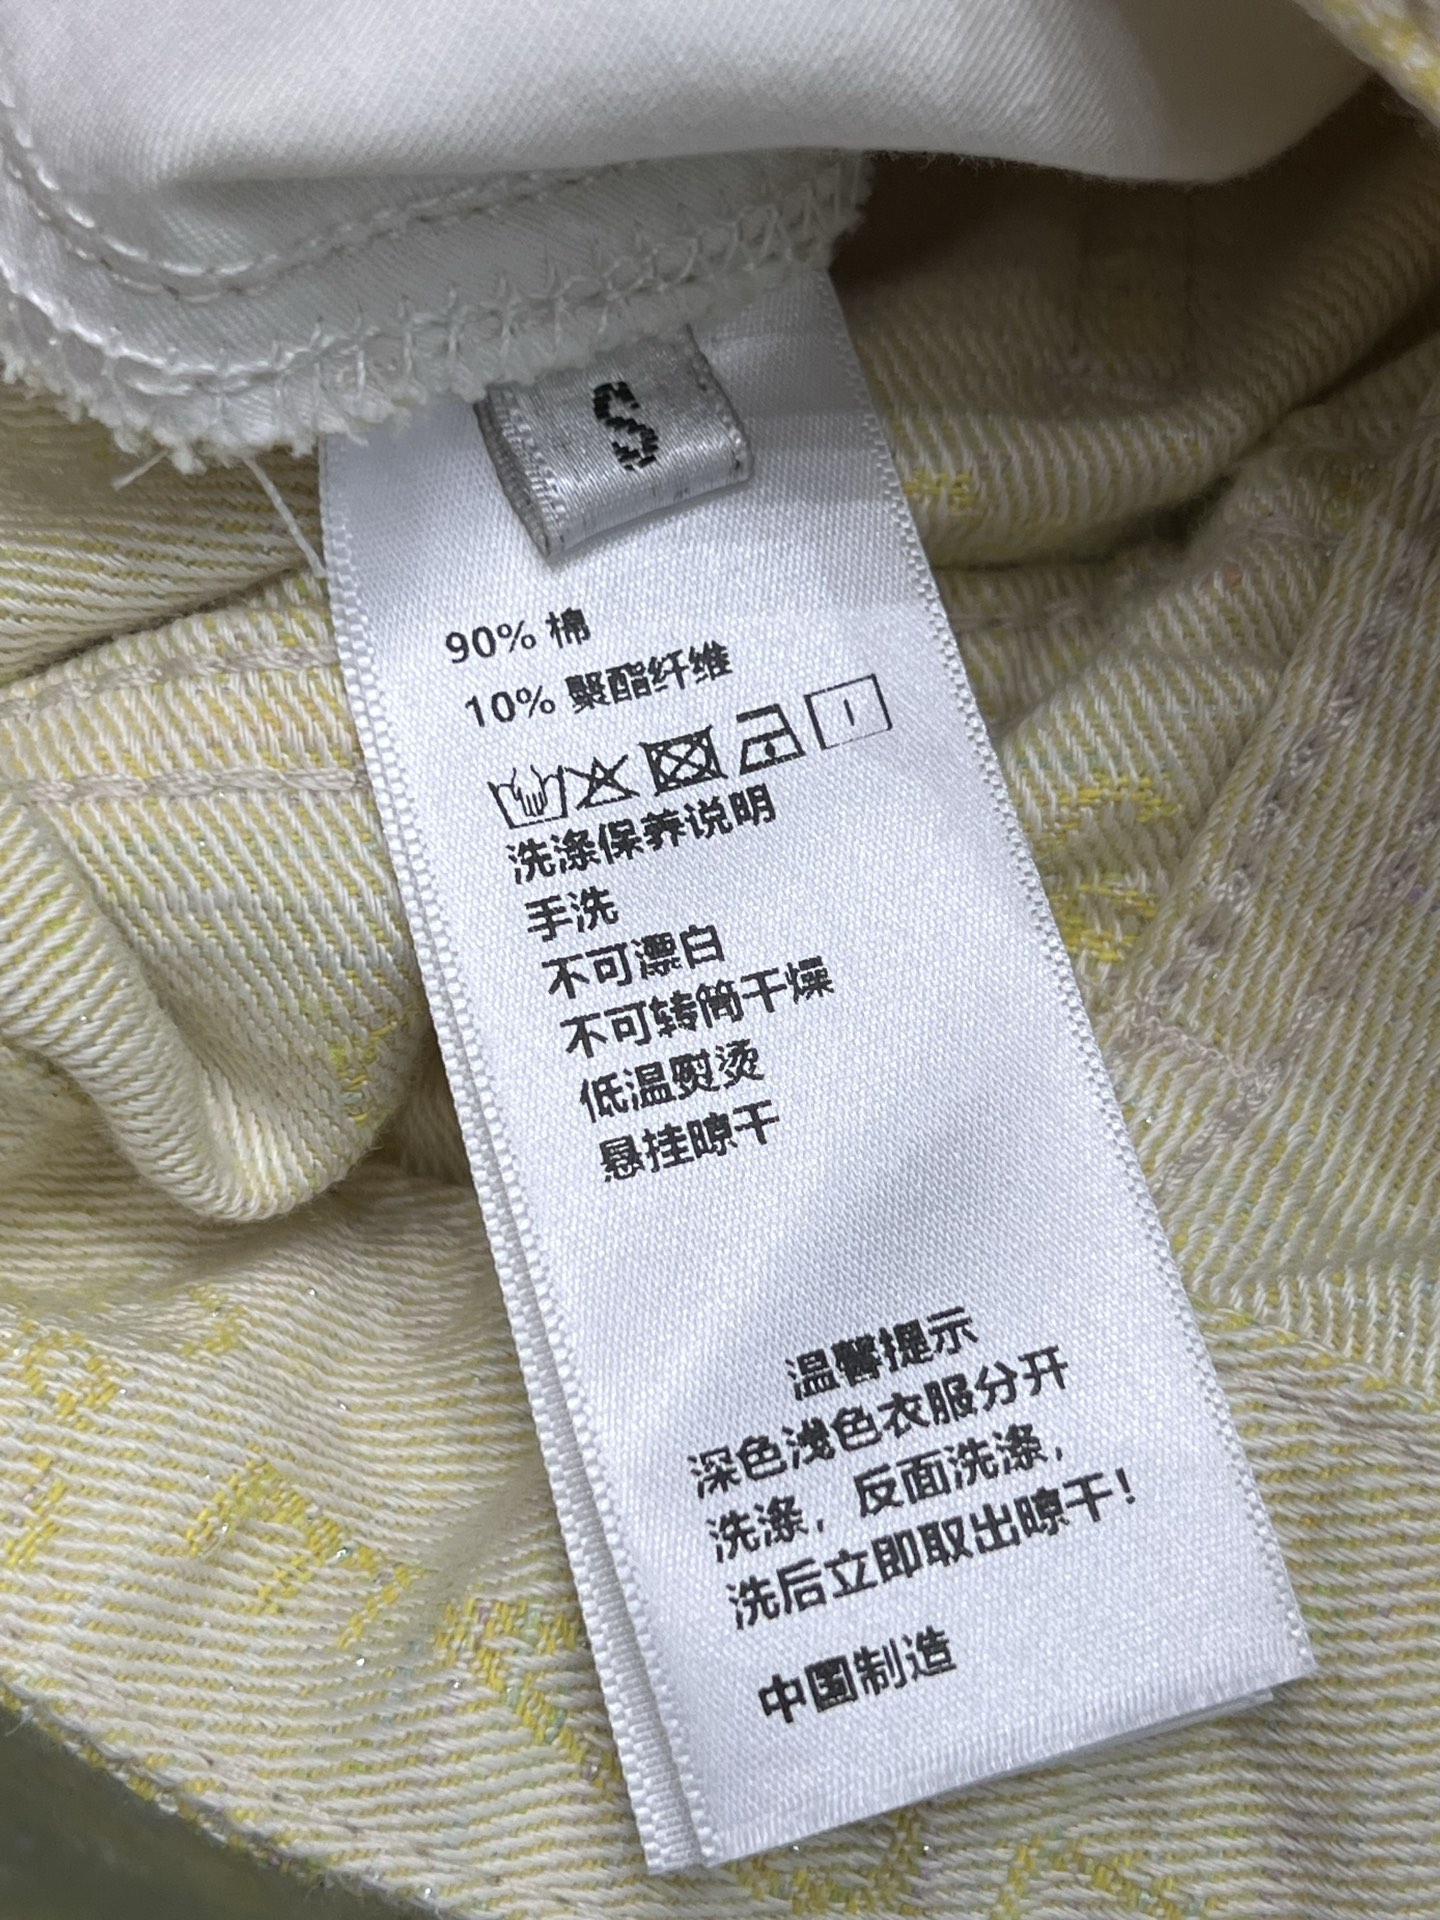 S
90% 棉
10% 聚酯纤维
洗涤保养说明
手洗
不可漂白
不可转筒干燥
低温熨烫
悬挂晾干
温馨提示
深色浅色衣服分开
洗涤，反面洗涤，
洗后立即取出晾干！
中国制造